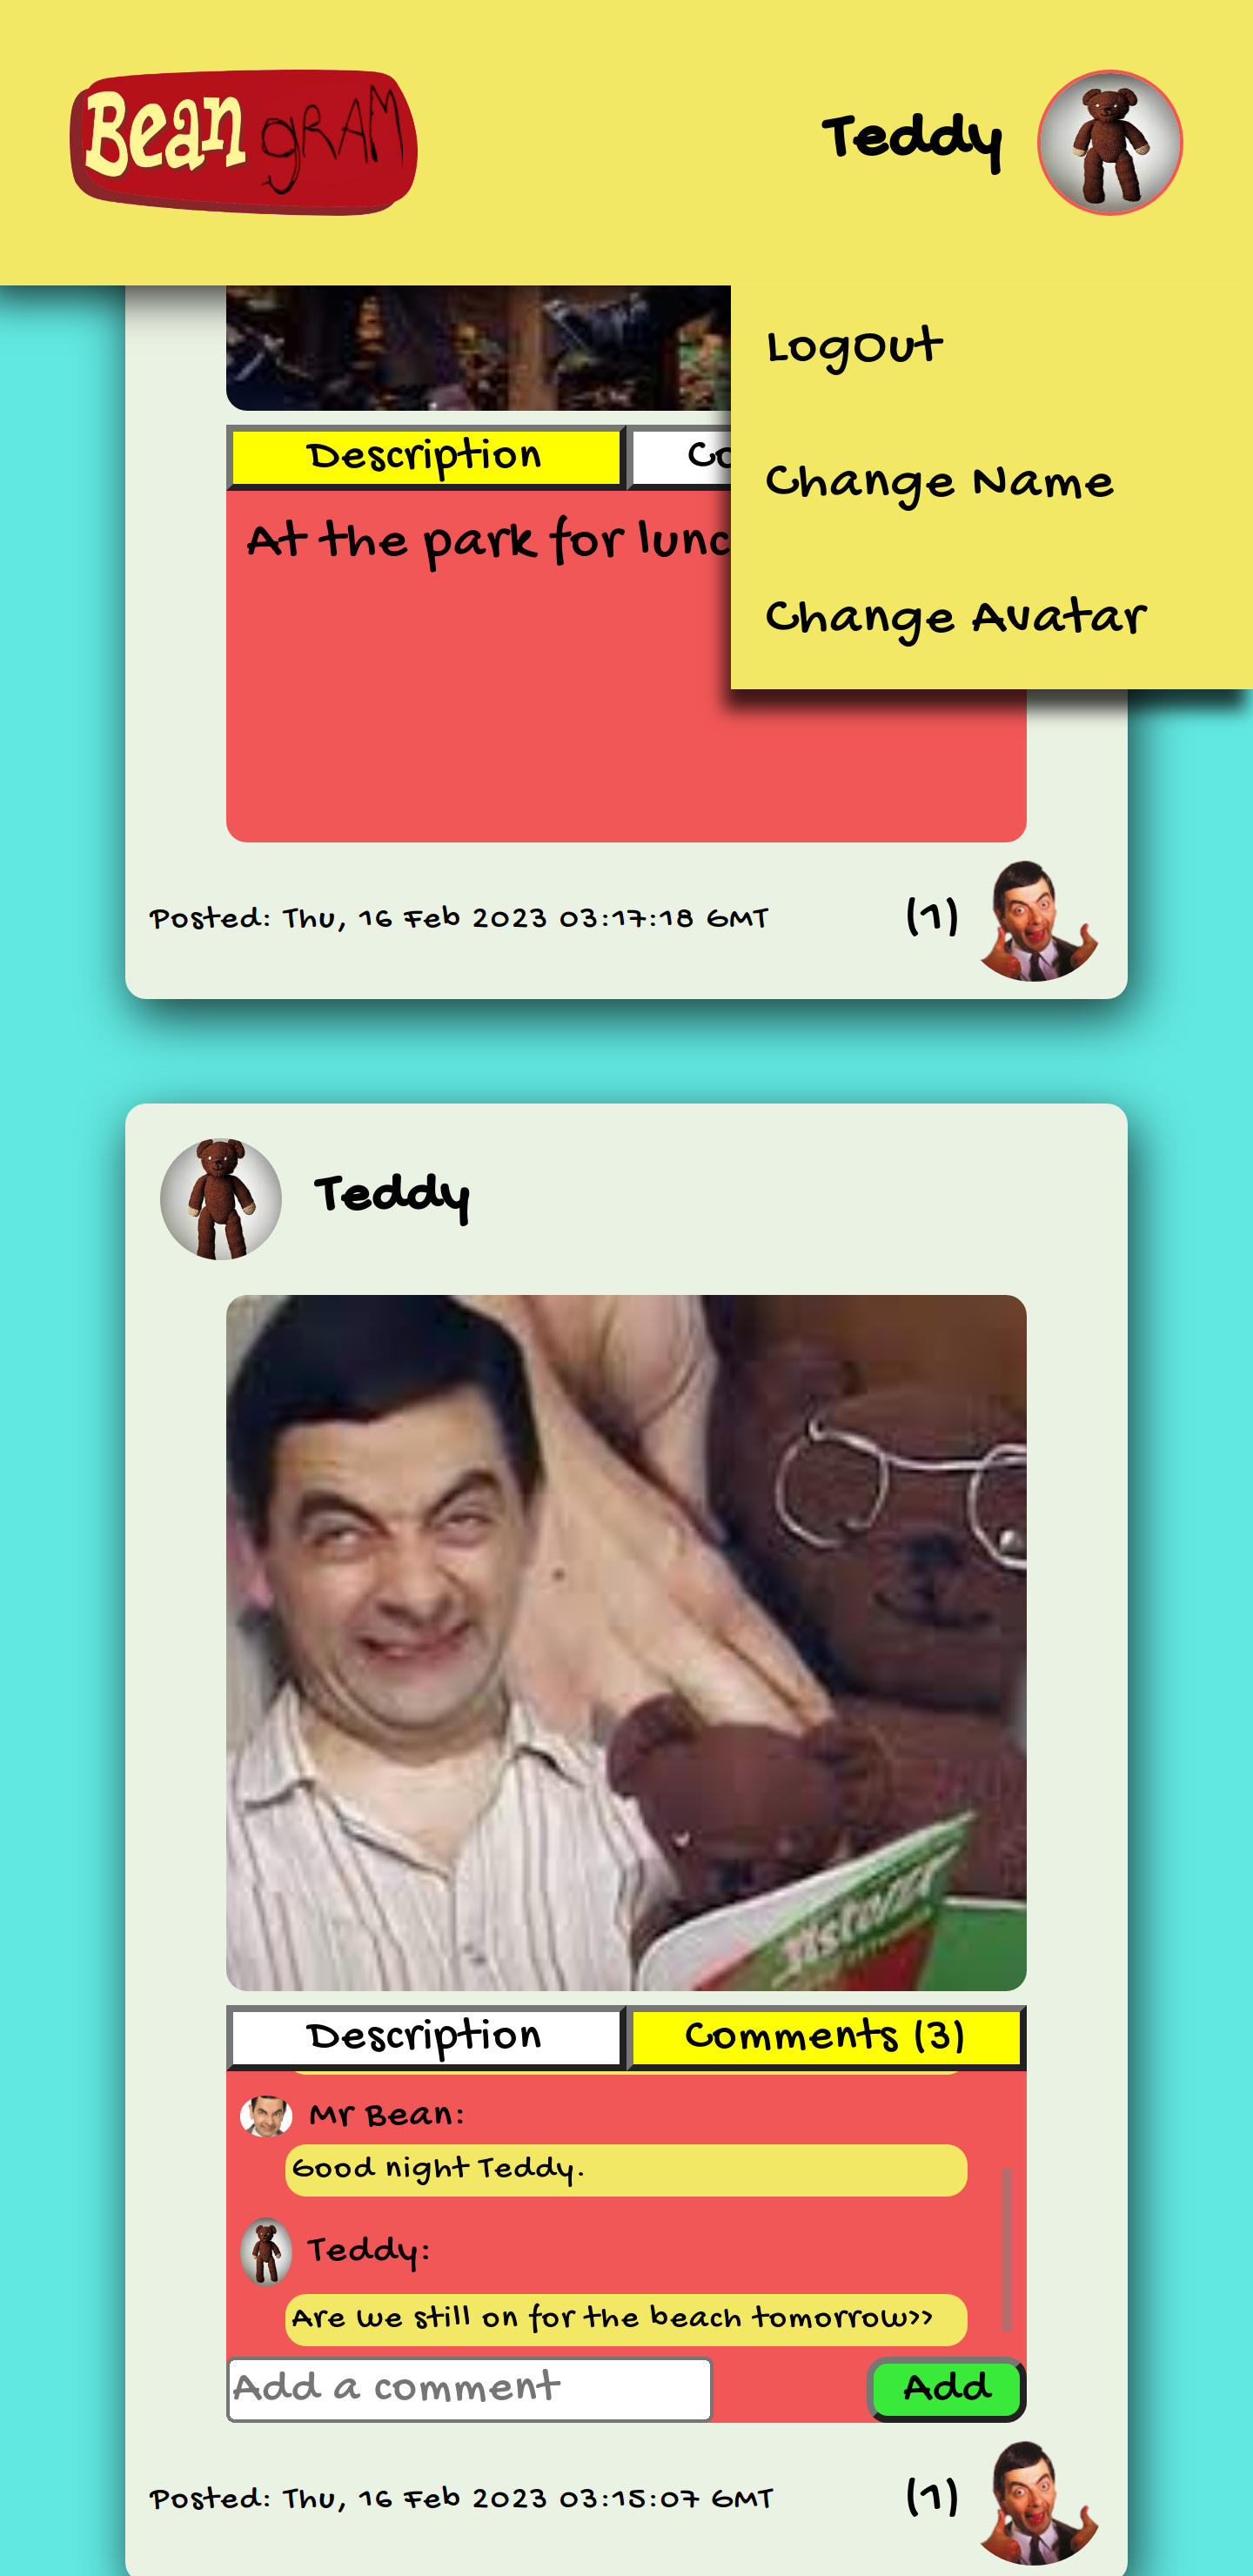 Bean gRAM
Teddy
LogOut
Change Name
Change Avatar
Description
At the park for lunc
Posted: Thu, 16 Feb 2023 03:17:18 GMT
(1)
Teddy
Asterix
Description
Comments (3)
Mr Bean:
Good night Teddy.
Teddy:
Are we still on for the beach tomorrow>>
Add a comment
Add
Posted: Thu, 16 Feb 2023 03:15:07 GMT
(1)